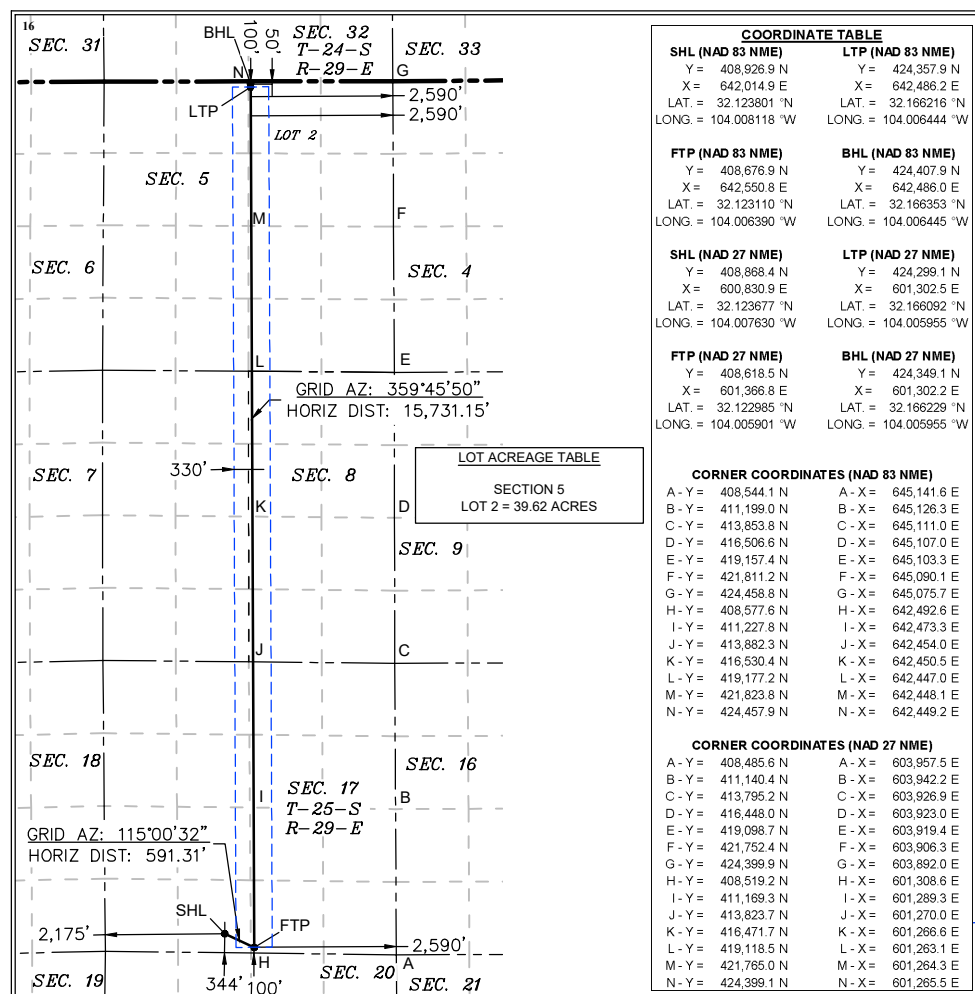 16
SEC. 31
BHL
100'
50'
SEC. 32
T-24-S
R-29-E
SEC. 33
N
G
LTP
2,590'
2,590'
LOT 2
SEC. 5
M
F
SEC. 6
SEC. 4
L
E
GRID AZ: 359°45'50"
HORIZ DIST: 15,731.15'
330'
SEC. 7
SEC. 8
K
D
SEC. 9
LOT ACREAGE TABLE
SECTION 5
LOT 2 = 39.62 ACRES
J
C
SEC. 18
SEC. 16
I
B
SEC. 17
T-25-S
R-29-E
GRID AZ: 115°00'32"
HORIZ DIST: 591.31'
SHL
FTP
2,175'
2,590'
H
A
SEC. 19
344'
100'
SEC. 20
SEC. 21
COORDINATE TABLE
SHL (NAD 83 NME) LTP (NAD 83 NME)
Y = 408,926.9 N Y = 424,357.9 N
X = 642,014.9 E X = 642,486.2 E
LAT. = 32.123801 °N LAT. = 32.166216 °N
LONG. = 104.008118 °W LONG. = 104.006444 °W
FTP (NAD 83 NME) BHL (NAD 83 NME)
Y = 408,676.9 N Y = 424,407.9 N
X = 642,550.8 E X = 642,486.0 E
LAT. = 32.123110 °N LAT. = 32.166353 °N
LONG. = 104.006390 °W LONG. = 104.006445 °W
SHL (NAD 27 NME) LTP (NAD 27 NME)
Y = 408,868.4 N Y = 424,299.1 N
X = 600,830.9 E X = 601,302.5 E
LAT. = 32.123677 °N LAT. = 32.166092 °N
LONG. = 104.007630 °W LONG. = 104.005955 °W
FTP (NAD 27 NME) BHL (NAD 27 NME)
Y = 408,618.5 N Y = 424,349.1 N
X = 601,366.8 E X = 601,302.2 E
LAT. = 32.122985 °N LAT. = 32.166229 °N
LONG. = 104.005901 °W LONG. = 104.005955 °W
CORNER COORDINATES (NAD 83 NME)
A - Y = 408,544.1 N A - X = 645,141.6 E
B - Y = 411,199.0 N B - X = 645,126.3 E
C - Y = 413,853.8 N C - X = 645,111.0 E
D - Y = 416,506.6 N D - X = 645,107.0 E
E - Y = 419,157.4 N E - X = 645,103.3 E
F - Y = 421,811.2 N F - X = 645,090.1 E
G - Y = 424,458.8 N G - X = 645,075.7 E
H - Y = 408,577.6 N H - X = 642,492.6 E
I - Y = 411,227.8 N I - X = 642,473.3 E
J - Y = 413,882.3 N J - X = 642,454.0 E
K - Y = 416,530.4 N K - X = 642,450.5 E
L - Y = 419,177.2 N L - X = 642,447.0 E
M - Y = 421,823.8 N M - X = 642,448.1 E
N - Y = 424,457.9 N N - X = 642,449.2 E
CORNER COORDINATES (NAD 27 NME)
A - Y = 408,485.6 N A - X = 603,957.5 E
B - Y = 411,140.4 N B - X = 603,942.2 E
C - Y = 413,795.2 N C - X = 603,926.9 E
D - Y = 416,448.0 N D - X = 603,923.0 E
E - Y = 419,098.7 N E - X = 603,919.4 E
F - Y = 421,752.4 N F - X = 603,906.3 E
G - Y = 424,399.9 N G - X = 603,892.0 E
H - Y = 408,519.2 N H - X = 601,308.6 E
I - Y = 411,169.3 N I - X = 601,289.3 E
J - Y = 413,823.7 N J - X = 601,270.0 E
K - Y = 416,471.7 N K - X = 601,266.6 E
L - Y = 419,118.5 N L - X = 601,263.1 E
M - Y = 421,765.0 N M - X = 601,264.3 E
N - Y = 424,399.1 N N - X = 601,265.5 E